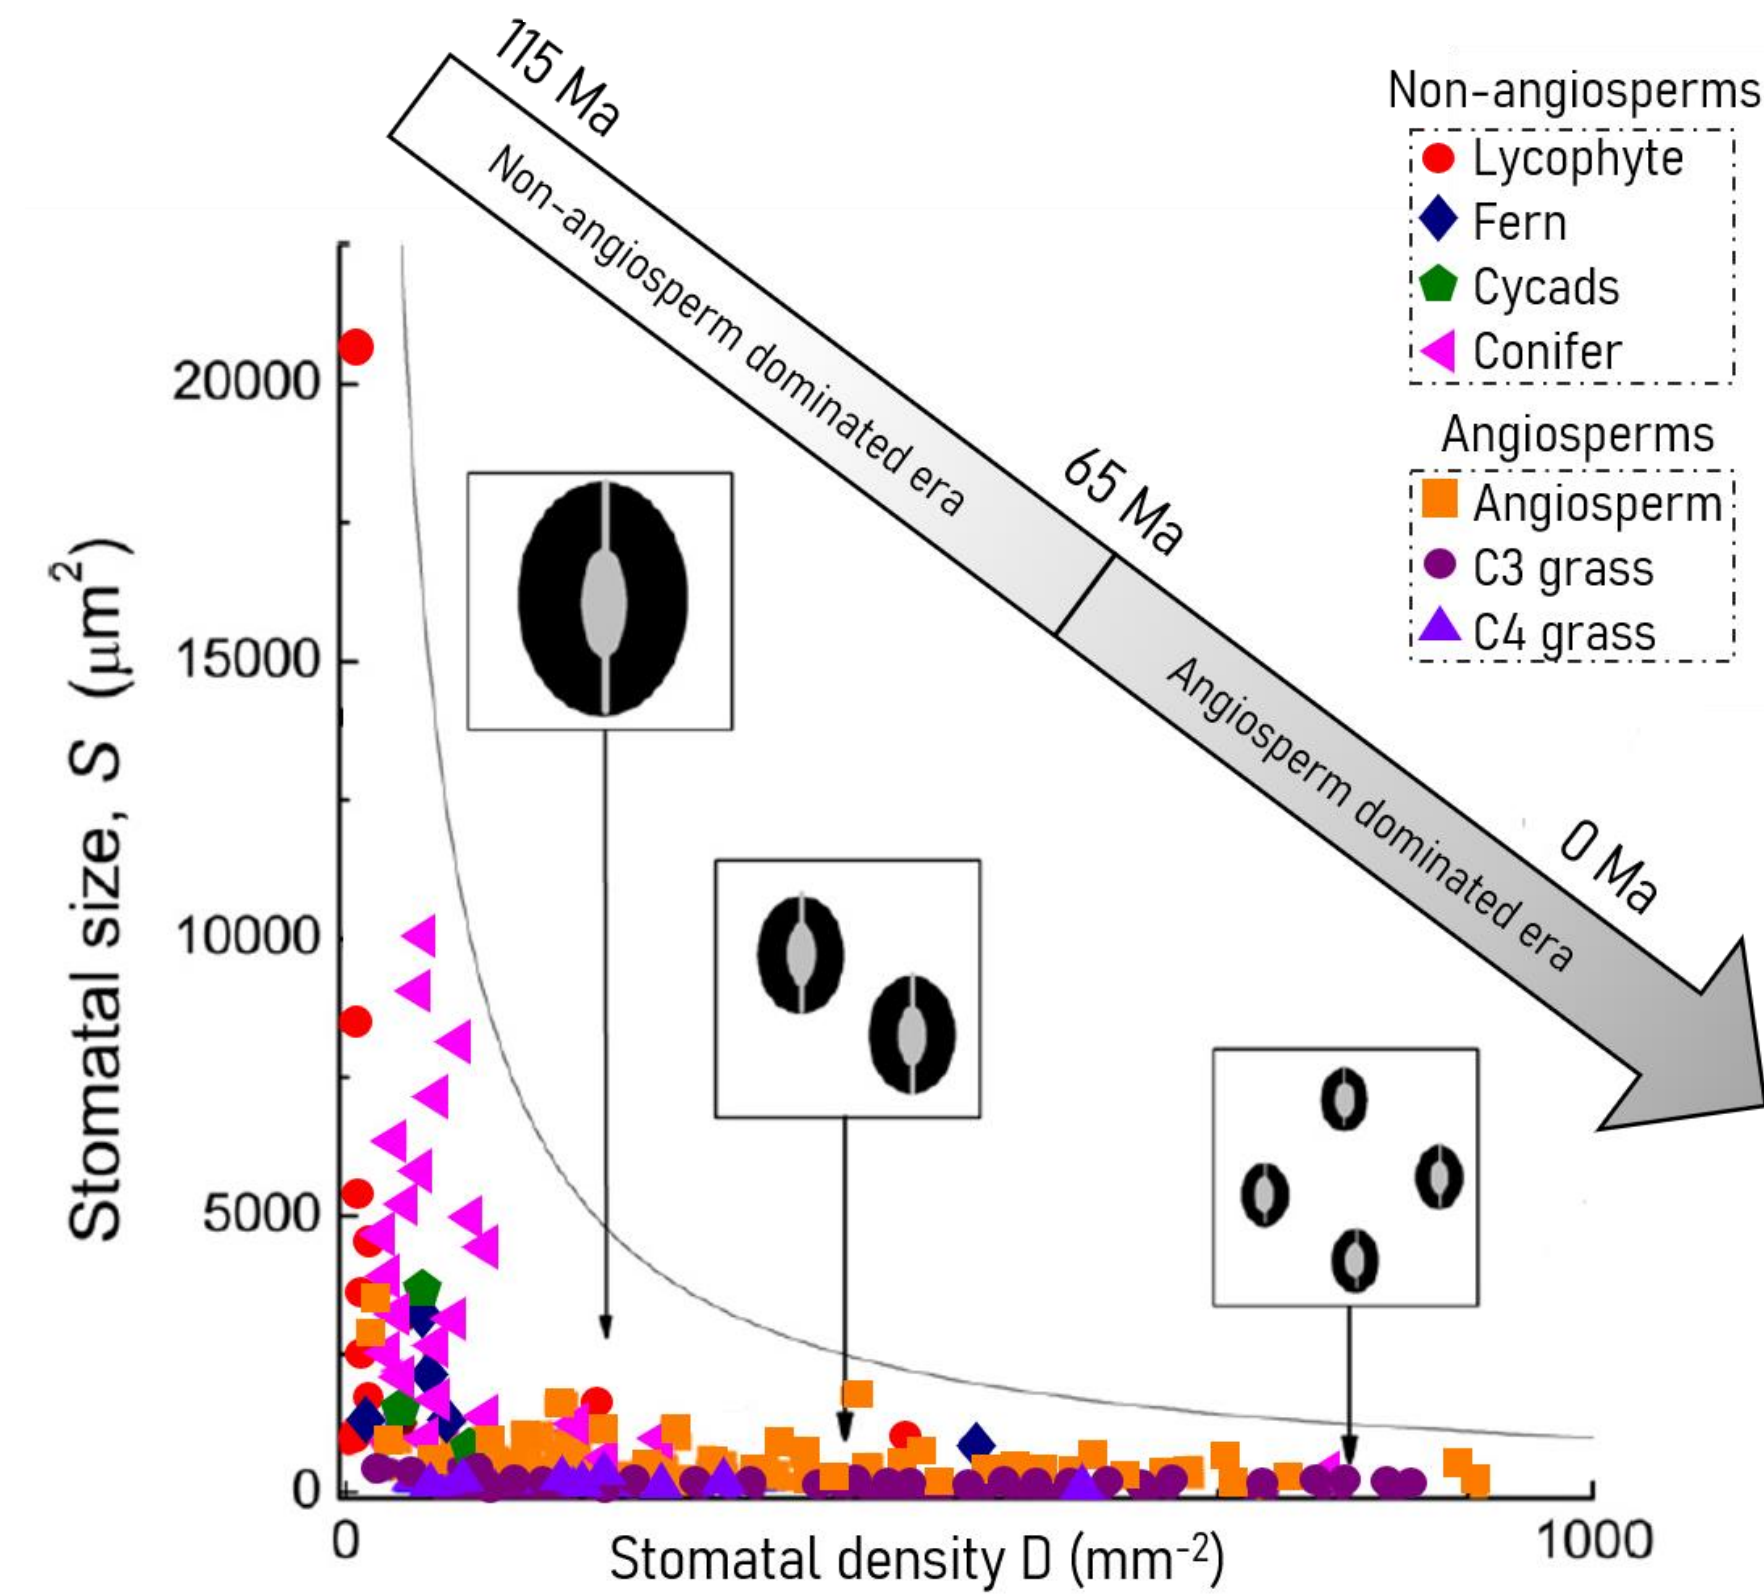 115 Ma
Non-angiosperm dominated era
65 Ma
Angiosperm dominated era
0 Ma
Non-angiosperms
Lycophyte
Fern
Cycads
Conifer
Angiosperms
Angiosperm
C3 grass
C4 grass
Stomatal size, S (μm²)
20000
15000
10000
5000
0
0
1000
Stomatal density D (mm⁻²)